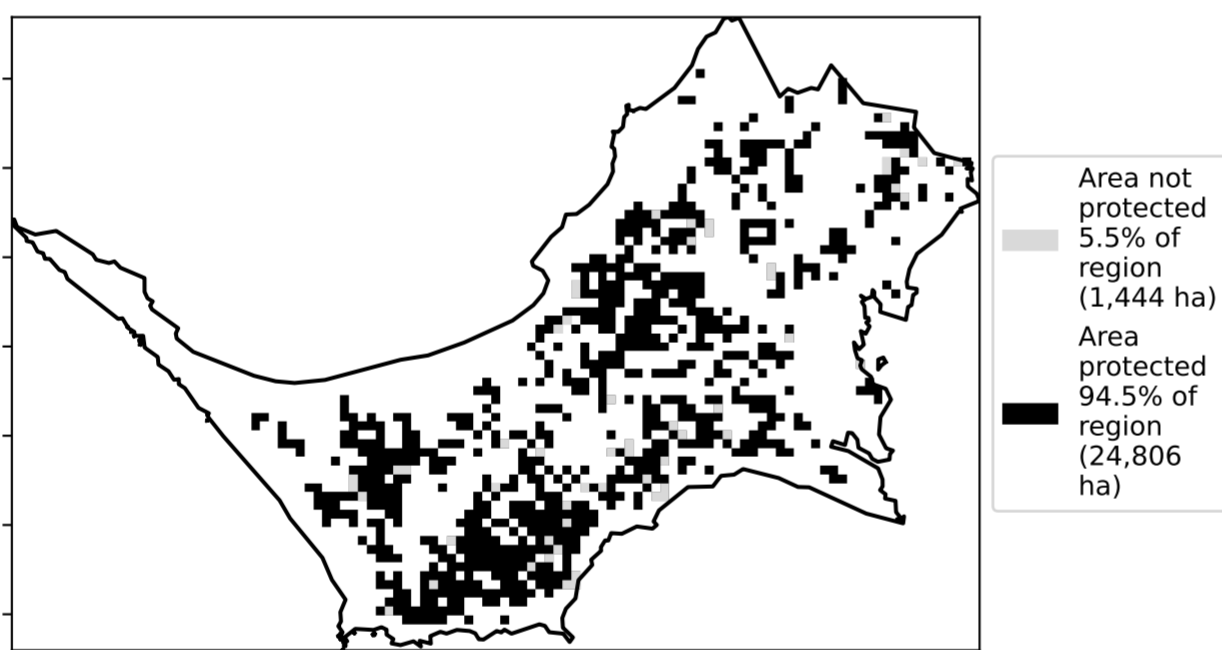 Area not
protected
5.5% of
region
(1,444 ha)
Area
protected
94.5% of
region
(24,806
ha)